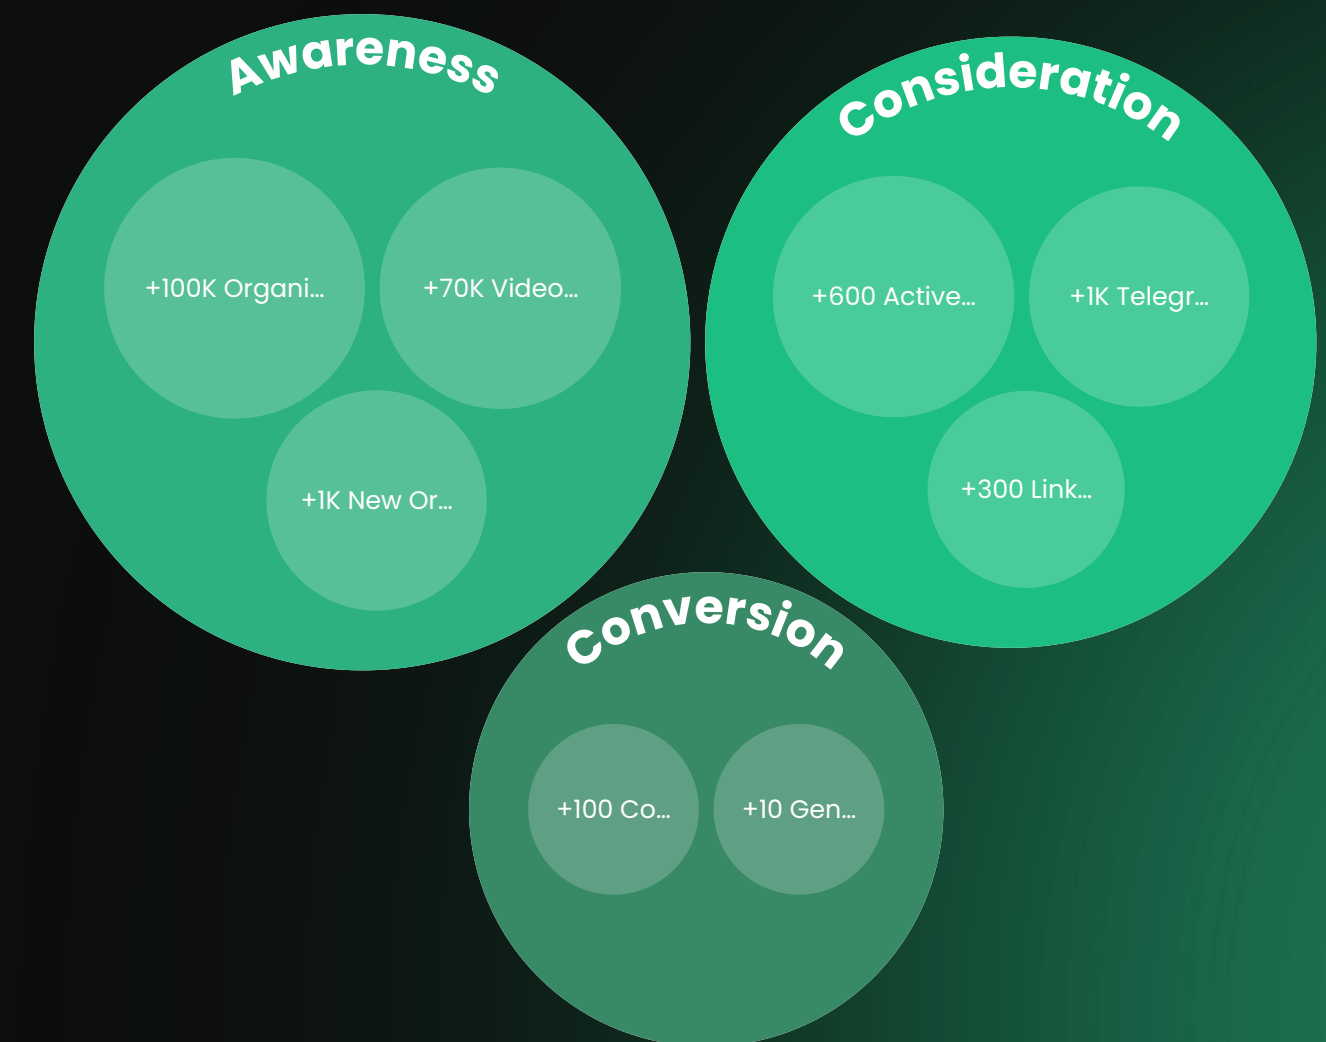 Awareness
+100K Organi...
+70K Video...
+1K New Or...
Consideration
+600 Active...
+1K Telegr...
+300 Link...
Conversion
+100 Co...
+10 Gen...